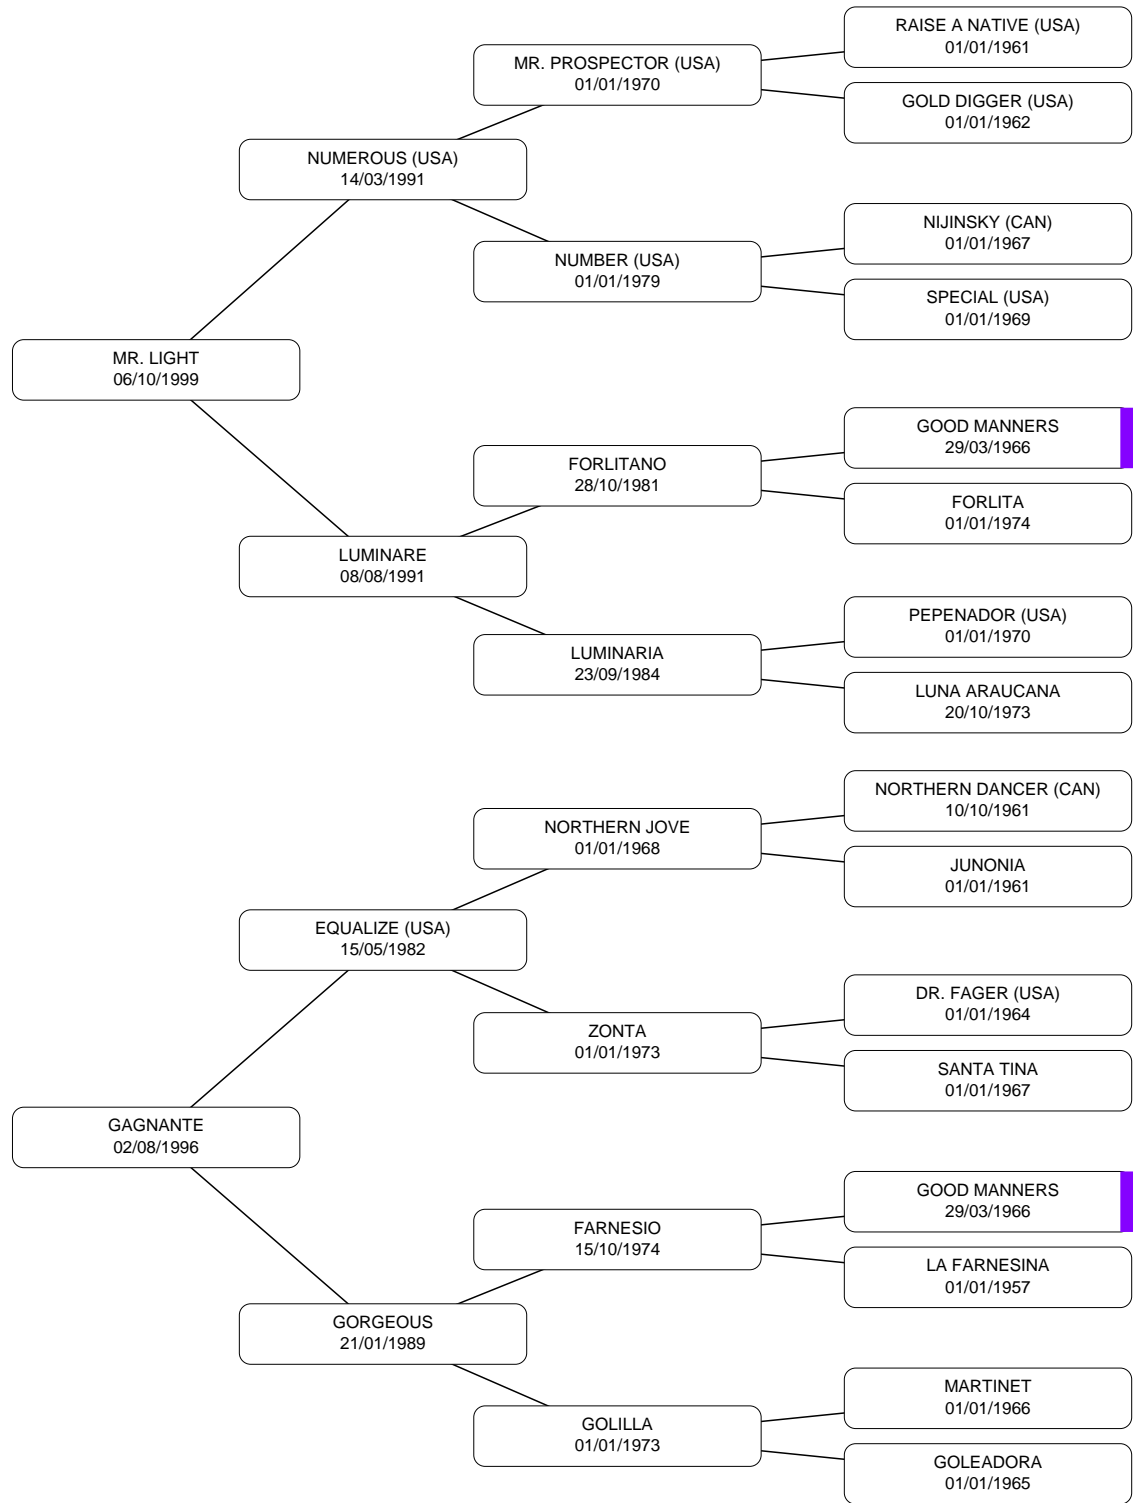 RAISE A NATIVE (USA)
01/01/1961
MR. PROSPECTOR (USA)
01/01/1970
GOLD DIGGER (USA)
01/01/1962
NUMEROUS (USA)
14/03/1991
NIJINSKY (CAN)
01/01/1967
NUMBER (USA)
01/01/1979
SPECIAL (USA)
01/01/1969
MR. LIGHT
06/10/1999
GOOD MANNERS
29/03/1966
FORLITANO
28/10/1981
FORLITA
01/01/1974
LUMINARE
08/08/1991
PEPENADOR (USA)
01/01/1970
LUMINARIA
23/09/1984
LUNA ARAUCANA
20/10/1973
NORTHERN DANCER (CAN)
10/10/1961
NORTHERN JOVE
01/01/1968
JUNONIA
01/01/1961
EQUALIZE (USA)
15/05/1982
DR. FAGER (USA)
01/01/1964
ZONTA
01/01/1973
SANTA TINA
01/01/1967
GAGNANTE
02/08/1996
GOOD MANNERS
29/03/1966
FARNESIO
15/10/1974
LA FARNESINA
01/01/1957
GORGEOUS
21/01/1989
MARTINET
01/01/1966
GOLILLA
01/01/1973
GOLEADORA
01/01/1965